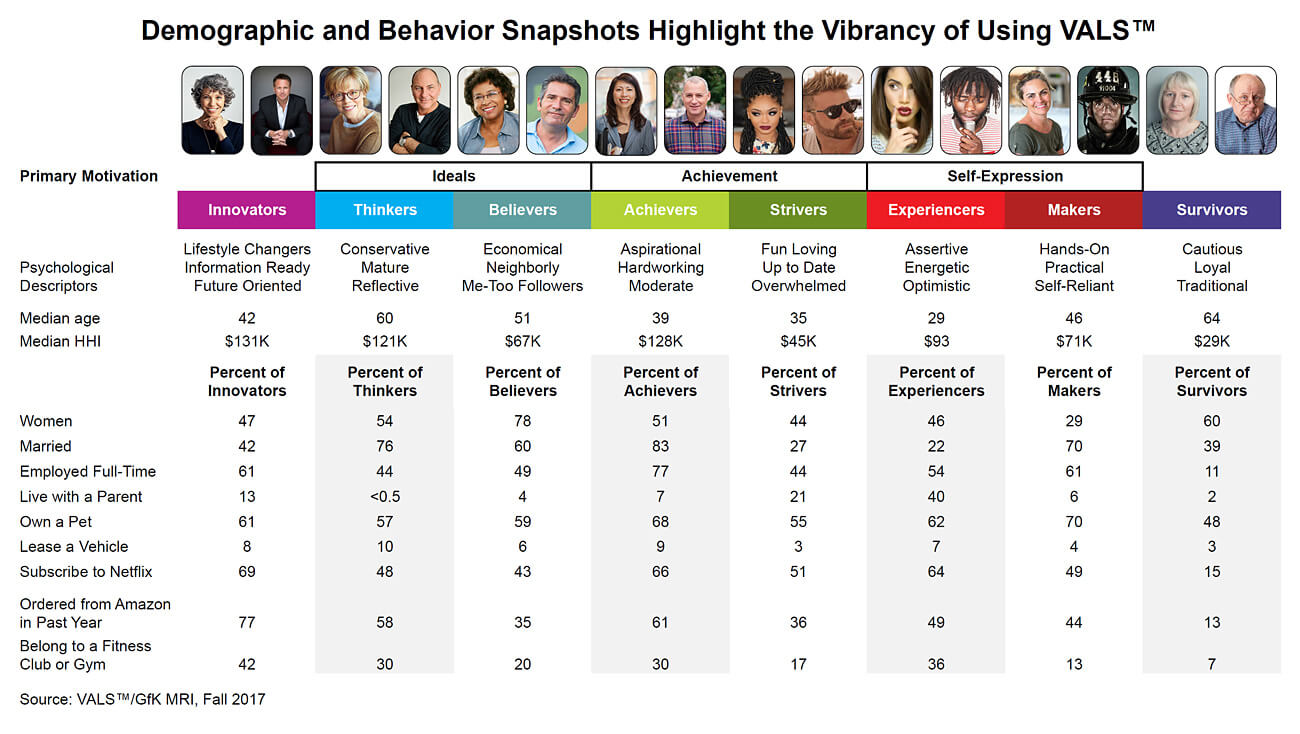 Demographic and Behavior Snapshots Highlight the Vibrancy of Using VALS™
448
91004
Primary Motivation Ideals Achievement Self-Expression
Innovators Thinkers Believers Achievers Strivers Experiencers Makers Survivors
Lifestyle Changers Conservative Economical Aspirational Fun Loving Assertive Hands-On Cautious
Psychological Information Ready Mature Neighborly Hardworking Up to Date Energetic Practical Loyal
Descriptors Future Oriented Reflective Me-Too Followers Moderate Overwhelmed Optimistic Self-Reliant Traditional
Median age 42 60 51 39 35 29 46 64
Median HHI $131K $121K $67K $128K $45K $93 $71K $29K
Percent of Percent of Percent of Percent of Percent of Percent of Percent of Percent of
Innovators Thinkers Believers Achievers Strivers Experiencers Makers Survivors
Women 47 54 78 51 44 46 29 60
Married 42 76 60 83 27 22 70 39
Employed Full-Time 61 44 49 77 44 54 61 11
Live with a Parent 13 <0.5 4 7 21 40 6 2
Own a Pet 61 57 59 68 55 62 70 48
Lease a Vehicle 8 10 6 9 3 7 4 3
Subscribe to Netflix 69 48 43 66 51 64 49 15
Ordered from Amazon
in Past Year 77 58 35 61 36 49 44 13
Belong to a Fitness
Club or Gym 42 30 20 30 17 36 13 7
Source: VALS™/GfK MRI, Fall 2017